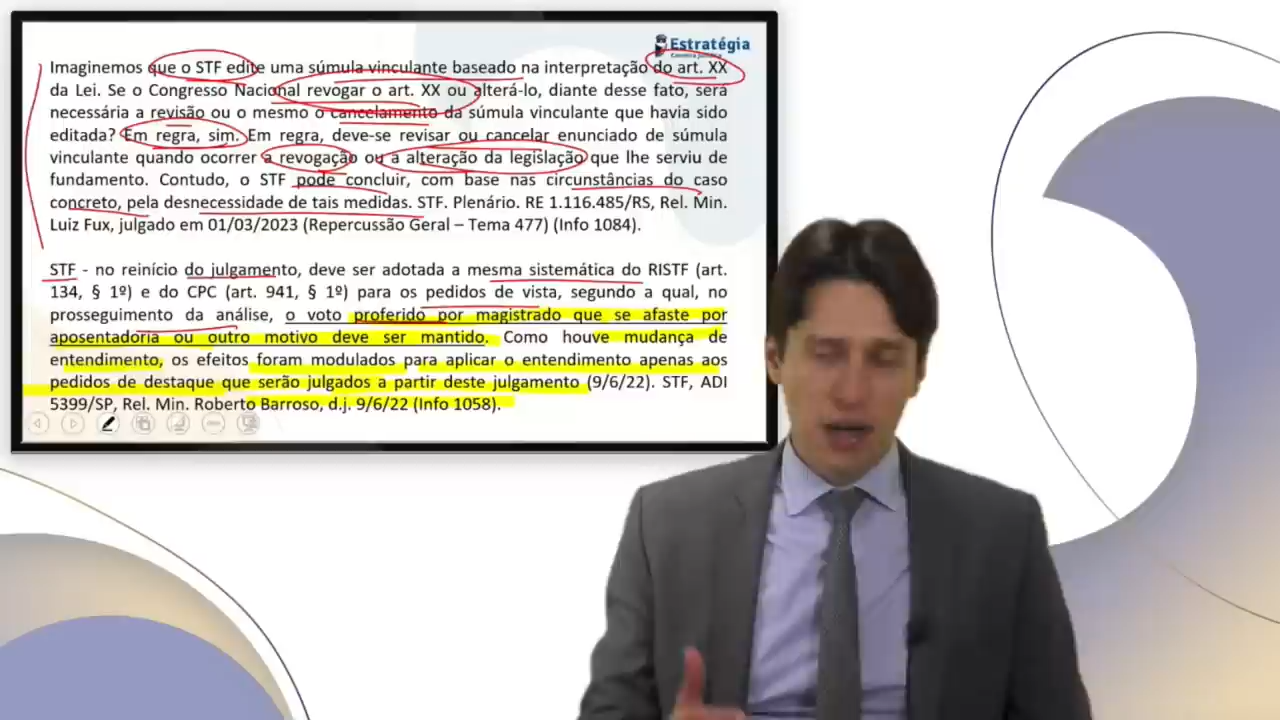 Estratégia
Carreira Jurídica
Imaginemos que o STF edite uma súmula vinculante baseado na interpretação do art. XX
da Lei. Se o Congresso Nacional revogar o art. XX ou alterá-lo, diante desse fato, será
necessária a revisão ou o mesmo o cancelamento da súmula vinculante que havia sido
editada? Em regra, sim. Em regra, deve-se revisar ou cancelar enunciado de súmula
vinculante quando ocorrer a revogação ou a alteração da legislação que lhe serviu de
fundamento. Contudo, o STF pode concluir, com base nas circunstâncias do caso
concreto, pela desnecessidade de tais medidas. STF. Plenário. RE 1.116.485/RS, Rel. Min.
Luiz Fux, julgado em 01/03/2023 (Repercussão Geral – Tema 477) (Info 1084).
STF - no reinício do julgamento, deve ser adotada a mesma sistemática do RISTF (art.
134, § 1º) e do CPC (art. 941, § 1º) para os pedidos de vista, segundo a qual, no
prosseguimento da análise, o voto proferido por magistrado que se afaste por
aposentadoria ou outro motivo deve ser mantido. Como houve mudança de
entendimento, os efeitos foram modulados para aplicar o entendimento apenas aos
pedidos de destaque que serão julgados a partir deste julgamento (9/6/22). STF, ADI
5399/SP, Rel. Min. Roberto Barroso, d.j. 9/6/22 (Info 1058).